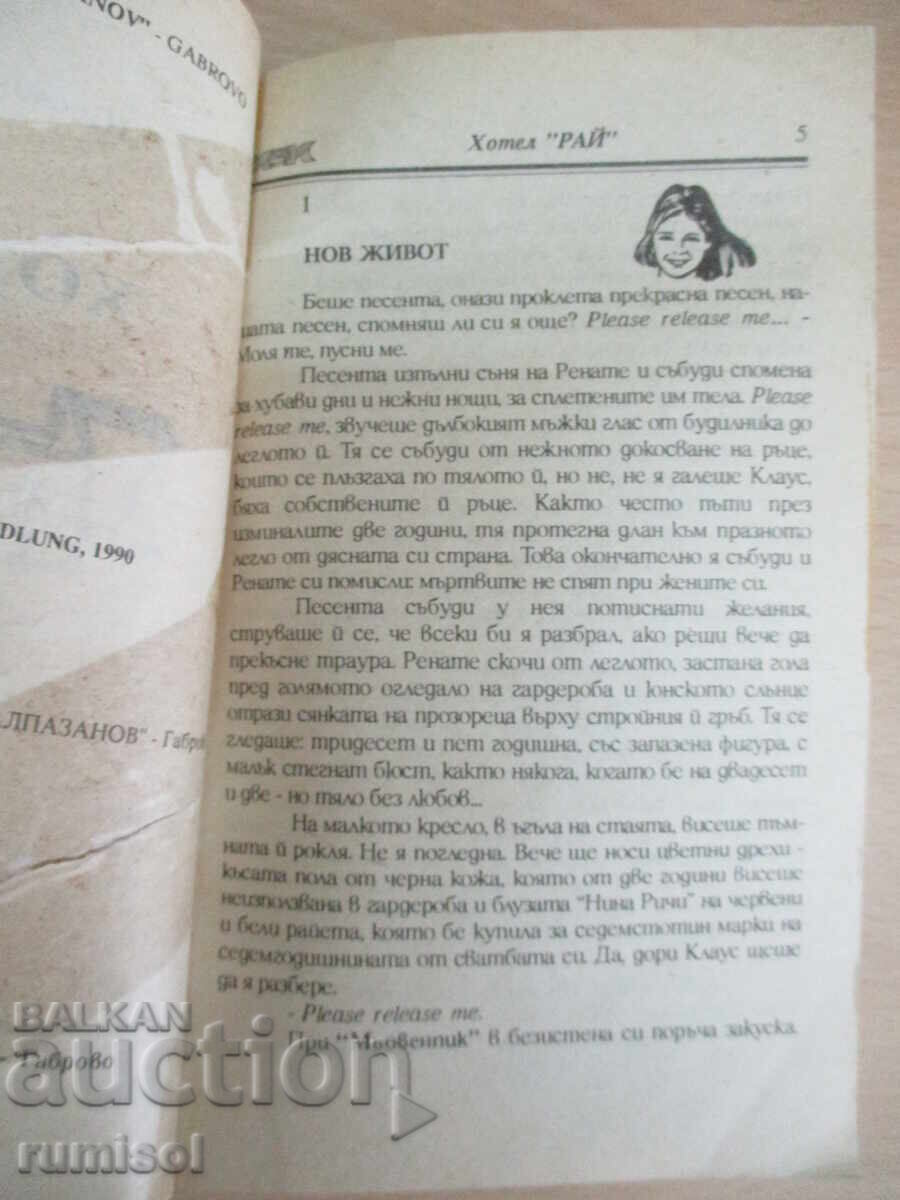 NOV" - GABROVO
DLUNG, 1990
ЛПАЗАНОВ" - Габрово
- Габрово
Хотел "РАЙ"
5
I
НОВ ЖИВОТ
Беше песента, онази проклета прекрасна песен, на-
шата песен, спомняш ли си я още? Please release me... -
Моля те, пусни ме.
Песента изпълни съня на Ренате и събуди спомена
за хубави дни и нежни нощи, за сплетените им тела. Please
release me, звучеше дълбокият мъжки глас от будилника до
леглото й. Тя се събуди от нежното докосване на ръце,
които се плъзгаха по тялото й, но не, не я галеше Клаус,
бяха собствените й ръце. Както често пъти през
изминалите две години, тя протегна длан към празното
легло от дясната си страна. Това окончателно я събуди и
Ренате си помисли: мъртвите не спят при жените си.
Песента събуди у нея потиснати желания,
струваше й се, че всеки би я разбрал, ако реши вече да
прекъсне траура. Ренате скочи от леглото, застана гола
пред голямото огледало на гардероба и юнското слънце
отрази сянката на прозореца върху стройния й гръб. Тя се
гледаше: тридесет и пет годишна, със запазена фигура, с
малък стегнат бюст, както някога, когато бе на двадесет
и две - но тяло без любов...
На малкото кресло, в ъгъла на стаята, висеше тъм-
ната й рокля. Не я погледна. Вече ще носи цветни дрехи -
късата пола от черна кожа, която от две години висеше
неизползвана в гардероба и блузата "Нина Ричи" на червени
и бели райета, която бе купила за седемстотин марки на
седемгодишнината от сватбата си. Да, дори Клаус щеше
да я разбере.
- Please release me.
При "Мьовенпик" в безистена си поръча закуска.
BALKAN
auction
rumisol